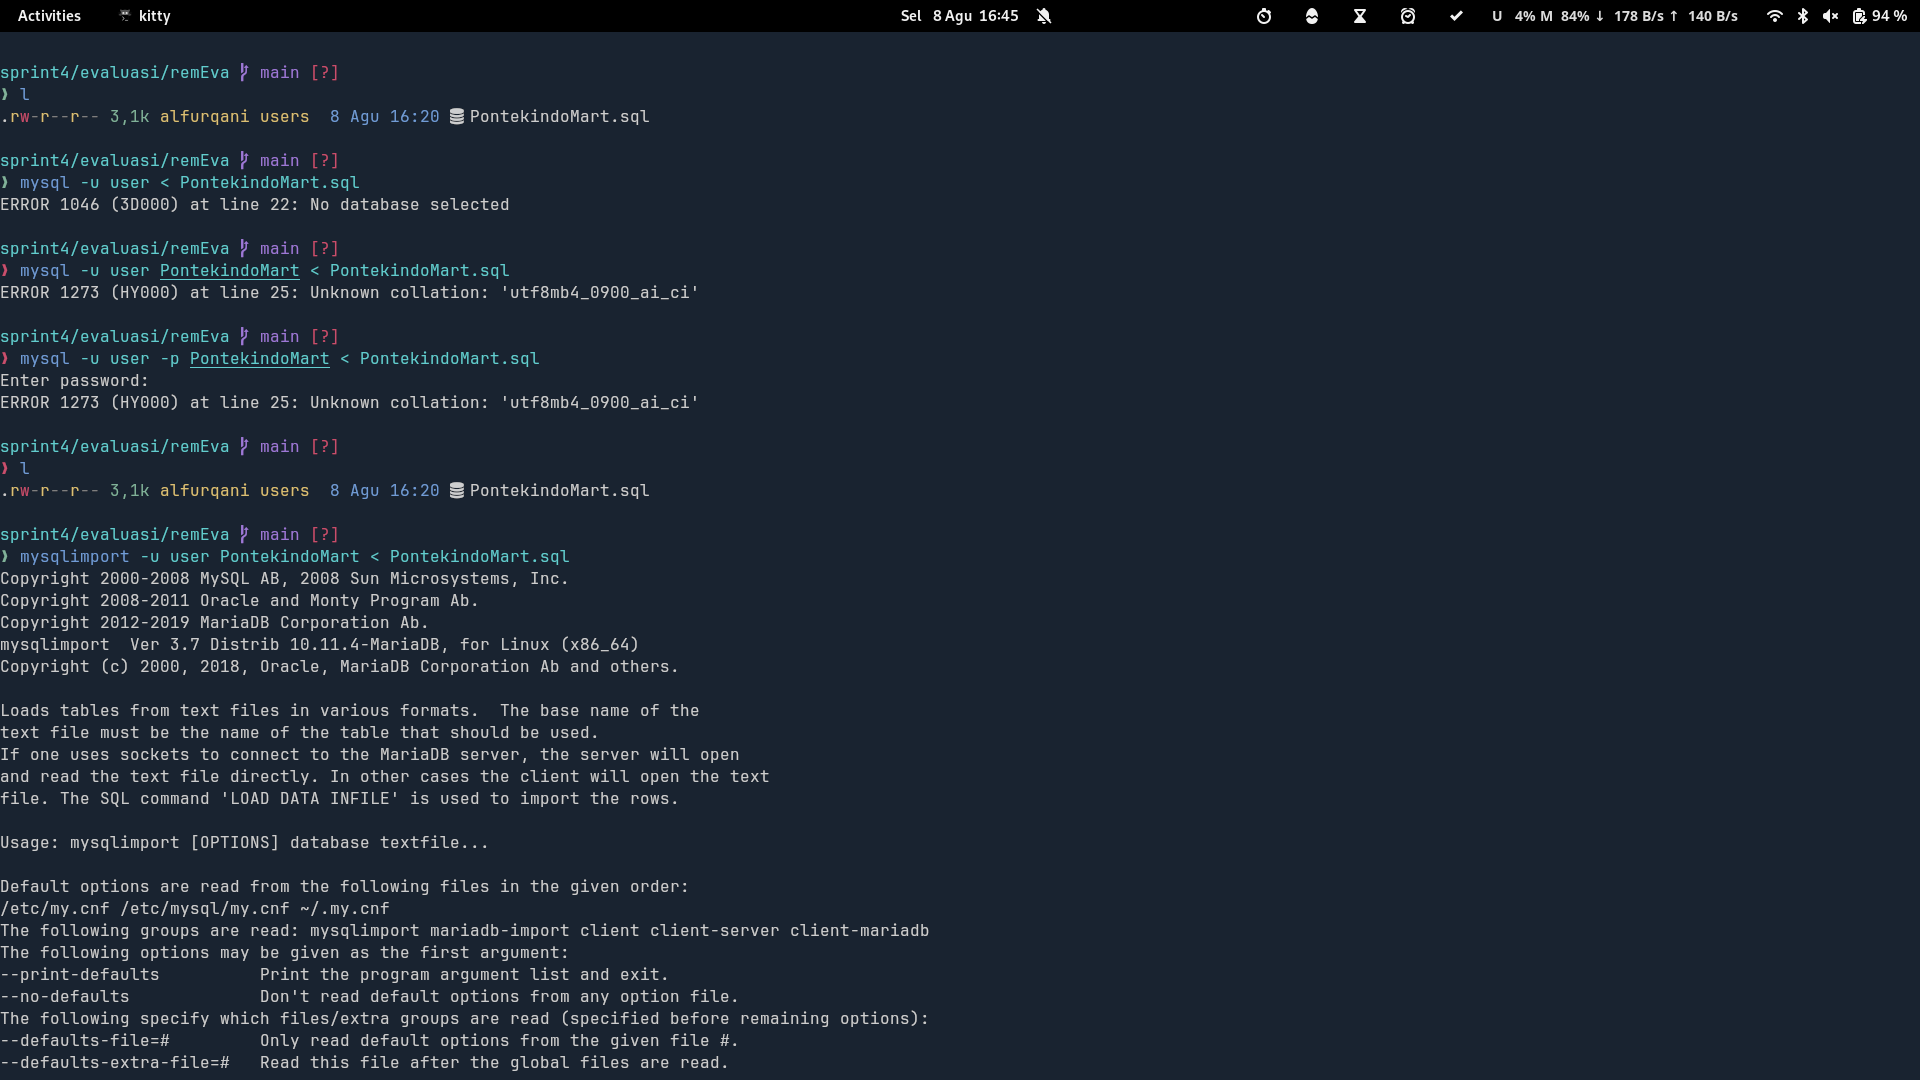 Activities kitty Sel 8 Agu 16:45 U 4% M 84% ↓ 178 B/s ↑ 140 B/s 94 %
sprint4/evaluasi/remEva main [?]
❯ l
.rw-r--r-- 3,1k alfurqani users 8 Agu 16:20 PontekindoMart.sql
sprint4/evaluasi/remEva main [?]
❯ mysql -u user < PontekindoMart.sql
ERROR 1046 (3D000) at line 22: No database selected
sprint4/evaluasi/remEva main [?]
❯ mysql -u user PontekindoMart < PontekindoMart.sql
ERROR 1273 (HY000) at line 25: Unknown collation: 'utf8mb4_0900_ai_ci'
sprint4/evaluasi/remEva main [?]
❯ mysql -u user -p PontekindoMart < PontekindoMart.sql
Enter password:
ERROR 1273 (HY000) at line 25: Unknown collation: 'utf8mb4_0900_ai_ci'
sprint4/evaluasi/remEva main [?]
❯ l
.rw-r--r-- 3,1k alfurqani users 8 Agu 16:20 PontekindoMart.sql
sprint4/evaluasi/remEva main [?]
❯ mysqlimport -u user PontekindoMart < PontekindoMart.sql
Copyright 2000-2008 MySQL AB, 2008 Sun Microsystems, Inc.
Copyright 2008-2011 Oracle and Monty Program Ab.
Copyright 2012-2019 MariaDB Corporation Ab.
mysqlimport  Ver 3.7 Distrib 10.11.4-MariaDB, for Linux (x86_64)
Copyright (c) 2000, 2018, Oracle, MariaDB Corporation Ab and others.
Loads tables from text files in various formats.  The base name of the
text file must be the name of the table that should be used.
If one uses sockets to connect to the MariaDB server, the server will open
and read the text file directly. In other cases the client will open the text
file. The SQL command 'LOAD DATA INFILE' is used to import the rows.
Usage: mysqlimport [OPTIONS] database textfile...
Default options are read from the following files in the given order:
/etc/my.cnf /etc/mysql/my.cnf ~/.my.cnf
The following groups are read: mysqlimport mariadb-import client client-server client-mariadb
The following options may be given as the first argument:
--print-defaults          Print the program argument list and exit.
--no-defaults             Don't read default options from any option file.
The following specify which files/extra groups are read (specified before remaining options):
--defaults-file=#         Only read default options from the given file #.
--defaults-extra-file=#   Read this file after the global files are read.